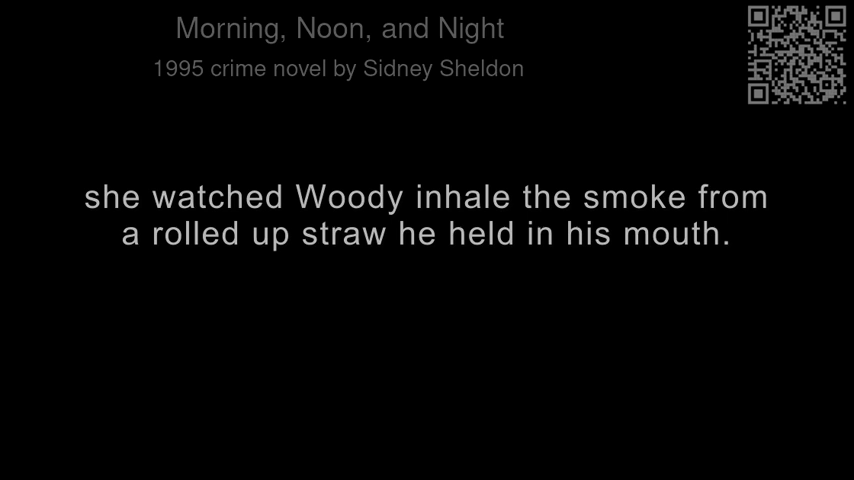 Morning, Noon, and Night
1995 crime novel by Sidney Sheldon
she watched Woody inhale the smoke from
a rolled up straw he held in his mouth.